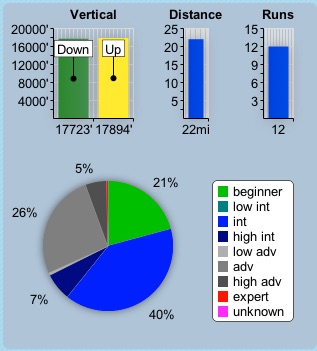 Vertical
20000'
16000'
12000'
8000'
4000'
Down
Up
17723' 17894'
Distance
25
20
15
10
5
22mi
Runs
15
12
9
6
3
12
5%
21%
26%
7%
40%
beginner
low int
int
high int
low adv
adv
high adv
expert
unknown